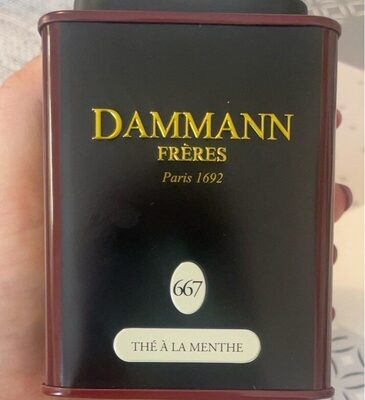 DAMMANN
FRÈRES
Paris 1692
667
THÉ À LA MENTHE